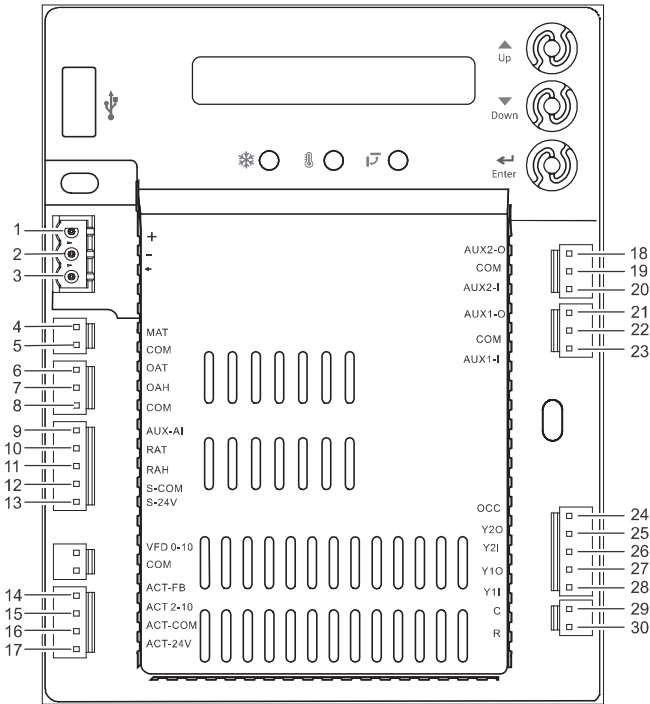 Up
Down
Enter
1
2
3
+
-
4 MAT
5 COM
6 OAT
7 OAH
8 COM
9 AUX-AI
10 RAT
11 RAH
12 S-COM
13 S-24V
VFD 0-10
COM
14 ACT-FB
15 ACT 2-10
16 ACT-COM
17 ACT-24V
AUX2-O 18
COM 19
AUX2-I 20
AUX1-O 21
COM 22
AUX1-I 23
OCC 24
Y2O 25
Y2I 26
Y1O 27
Y1I 28
C 29
R 30